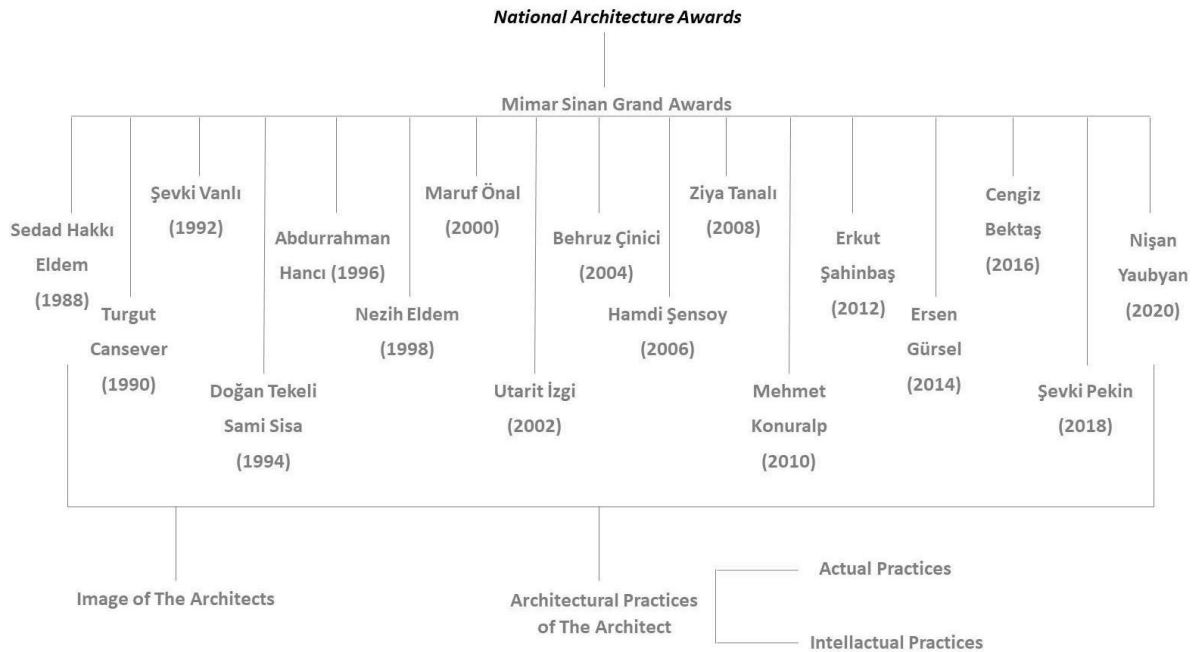 National Architecture Awards
Mimar Sinan Grand Awards
Sedad Hakkı
Eldem
(1988)
Turgut
Cansever
(1990)
Şevki Vanlı
(1992)
Doğan Tekeli
Sami Sisa
(1994)
Abdurrahman
Hancı (1996)
Nezih Eldem
(1998)
Maruf Önal
(2000)
Utarit İzgi
(2002)
Behruz Çinici
(2004)
Hamdi Şensoy
(2006)
Ziya Tanalı
(2008)
Mehmet
Konuralp
(2010)
Erkut
Şahinbaş
(2012)
Ersen
Gürsel
(2014)
Cengiz
Bektaş
(2016)
Şevki Pekin
(2018)
Nişan
Yaubyan
(2020)
Image of The Architects
Architectural Practices
of The Architect
Actual Practices
Intellactual Practices